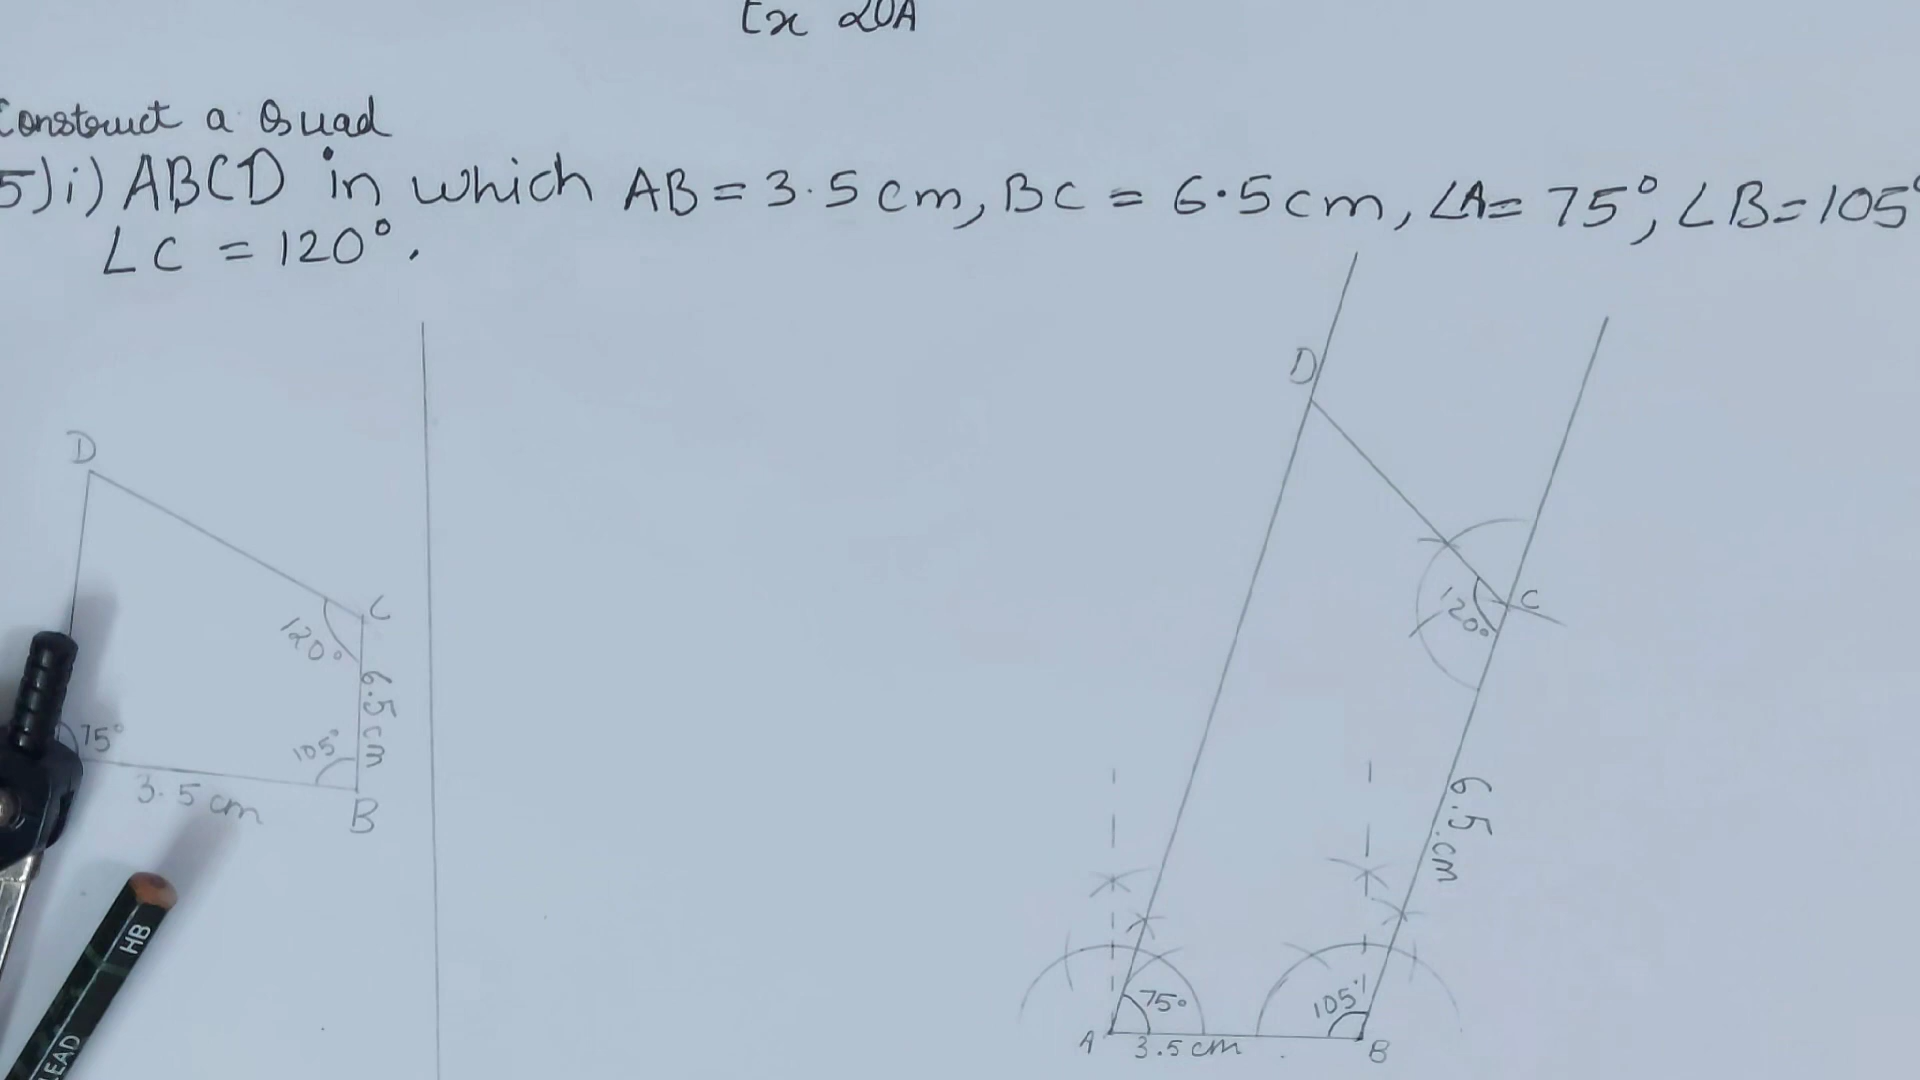 Ex 20A
Construct a Quad
5)i) ABCD in which AB = 3.5 cm, BC = 6.5 cm, ∠A = 75°, ∠B = 105°
∠C = 120°.
D
C
120°
6.5 cm
75°
105°
3.5 cm
B
HB
LEAD
D
C
120°
6.5 cm
75°
105°
A
3.5 cm
B